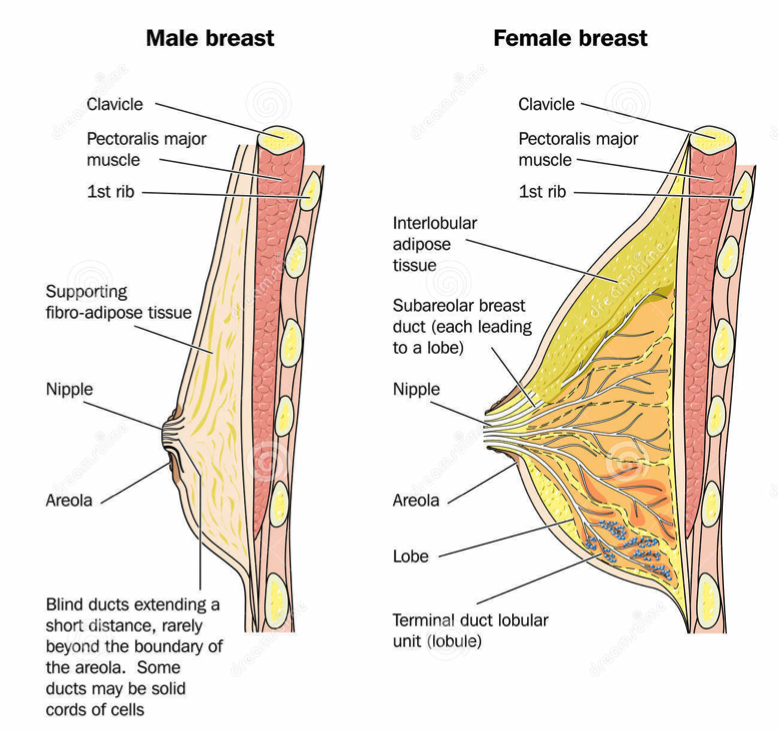 Male breast
Clavicle
Pectoralis major
muscle
1st rib
Supporting
fibro-adipose tissue
Nipple
Areola
Blind ducts extending a
short distance, rarely
beyond the boundary of
the areola. Some
ducts may be solid
cords of cells
Female breast
Clavicle
Pectoralis major
muscle
1st rib
Interlobular
adipose
tissue
Subareolar breast
duct (each leading
to a lobe)
Nipple
Areola
Lobe
Terminal duct lobular
unit (lobule)
dreamstime